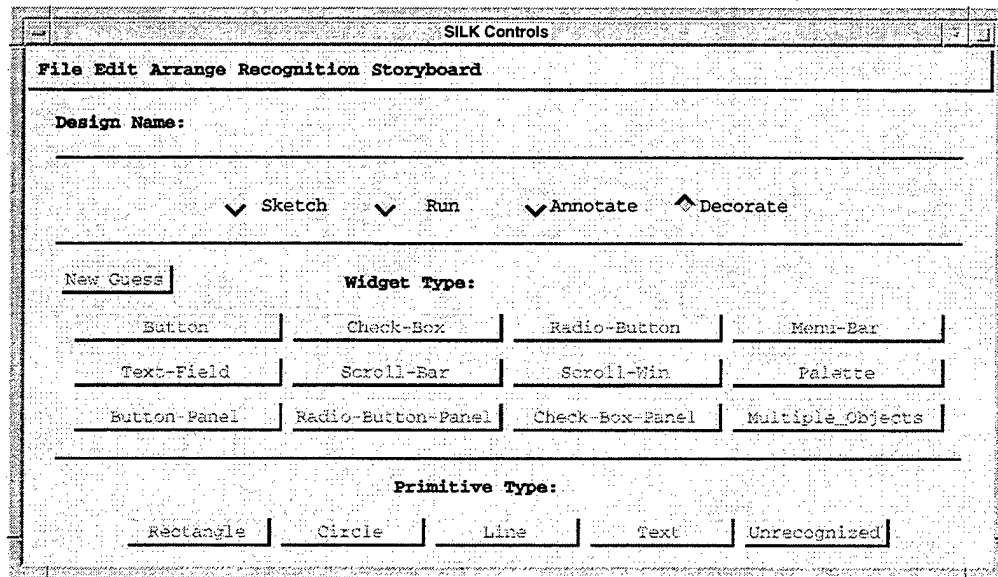 SILK Controls
File Edit Arrange Recognition Storyboard
Design Name:
Sketch Run Annotate Decorate
New Guess Widget Type:
Button Check-Box Radio-Button Menu-Bar
Text-Field Scroll-Bar Scroll-Win Palette
Button-Panel Radio-Button-Panel Check-Box-Panel Multiple_Objects
Primitive Type:
Rectangle Circle Line Text Unrecognized